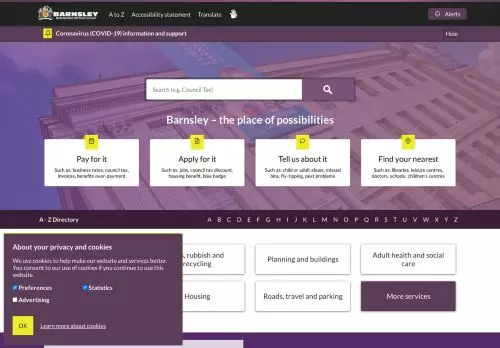 BARNSLEY
Metropolitan Borough Council
A to Z
Accessibility statement
Translate
Alerts
Coronavirus (COVID-19) information and support
Hide
Search (e.g. Council Tax)
Barnsley – the place of possibilities
Pay for it
Such as: business rates, council tax,
invoices, benefits over-payment
Apply for it
Such as: jobs, council tax discount,
housing benefit, blue badge
Tell us about it
Such as: child or adult abuse, missed
bins, fly-tipping, pest problems
Find your nearest
Such as: libraries, leisure centres,
doctors, schools, children's centres
A - Z Directory
A B C D E F G H I J K L M N O P Q R S T U V W X Y Z
, rubbish and
recycling
Planning and buildings
Adult health and social
care
Housing
Roads, travel and parking
More services
About your privacy and cookies
We use cookies to help make our website and services better.
You consent to our use of cookies if you continue to use this
website.
Preferences
Statistics
Advertising
OK
Learn more about cookies